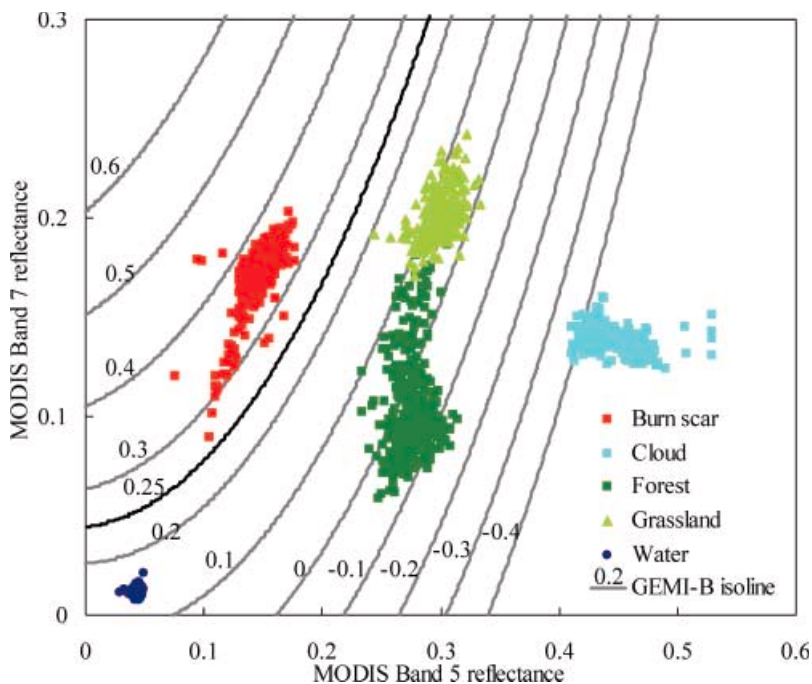 0.3
0.2
0.1
0
MODIS Band 7 reflectance
0.6
0.5
0.4
0.3
0.25
0.2
0.1
0
-0.1
-0.2
-0.3
-0.4
Burn scar
Cloud
Forest
Grassland
Water
0.2 GEMI-B isoline
0 0.1 0.2 0.3 0.4 0.5 0.6
MODIS Band 5 reflectance